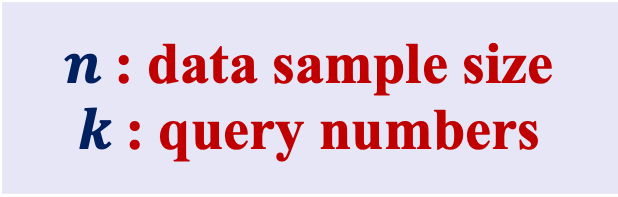 n : data sample size
k : query numbers